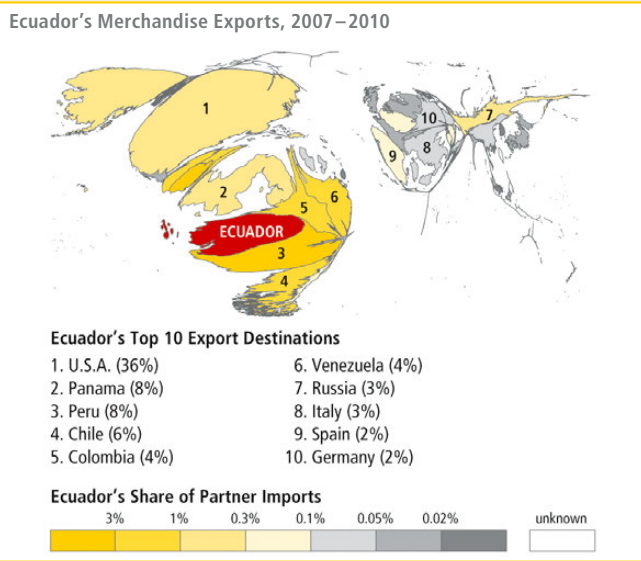 Ecuador’s Merchandise Exports, 2007–2010
1
10
7
8
9
2
6
5
ECUADOR
3
4
Ecuador’s Top 10 Export Destinations
1. U.S.A. (36%)
2. Panama (8%)
3. Peru (8%)
4. Chile (6%)
5. Colombia (4%)
6. Venezuela (4%)
7. Russia (3%)
8. Italy (3%)
9. Spain (2%)
10. Germany (2%)
Ecuador’s Share of Partner Imports
3% 1% 0.3% 0.1% 0.05% 0.02% unknown